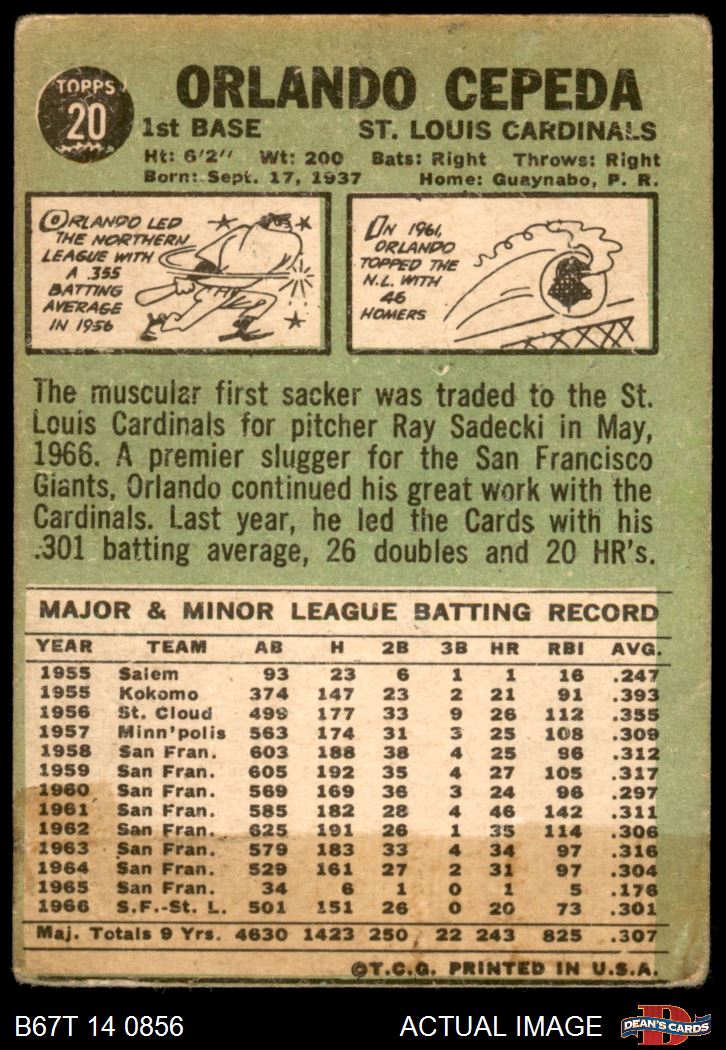 TOPPS
20
ORLANDO CEPEDA
1st BASE ST. LOUIS CARDINALS
Ht: 6'2" Wt: 200 Bats: Right Throws: Right
Born: Sept. 17, 1937 Home: Guaynabo, P. R.
ORLANDO LED
THE NORTHERN
LEAGUE WITH
A .355
BATTING
AVERAGE
IN 1956
IN 1961,
ORLANDO
TOPPED THE
N.L. WITH
46
HOMERS
The muscular first sacker was traded to the St.
Louis Cardinals for pitcher Ray Sadecki in May,
1966. A premier slugger for the San Francisco
Giants, Orlando continued his great work with the
Cardinals. Last year, he led the Cards with his
.301 batting average, 26 doubles and 20 HR's.
MAJOR & MINOR LEAGUE BATTING RECORD
YEAR TEAM AB H 2B 3B HR RBI AVG.
1955 Salem 93 23 6 1 1 16 .247
1955 Kokomo 374 147 23 2 21 91 .393
1956 St. Cloud 499 177 33 9 26 112 .355
1957 Minn'polis 563 174 31 3 25 108 .309
1958 San Fran. 603 188 38 4 25 96 .312
1959 San Fran. 605 192 35 4 27 105 .317
1960 San Fran. 569 169 36 3 24 96 .297
1961 San Fran. 585 182 28 4 46 142 .311
1962 San Fran. 625 191 26 1 35 114 .306
1963 San Fran. 579 183 33 4 34 97 .316
1964 San Fran. 529 161 27 2 31 97 .304
1965 San Fran. 34 6 1 0 1 5 .176
1966 S.F.-St. L. 501 151 26 0 20 73 .301
Maj. Totals 9 Yrs. 4630 1423 250 22 243 825 .307
©T.C.G. PRINTED IN U.S.A.
B67T 14 0856 ACTUAL IMAGE
D
DEAN'S CARDS